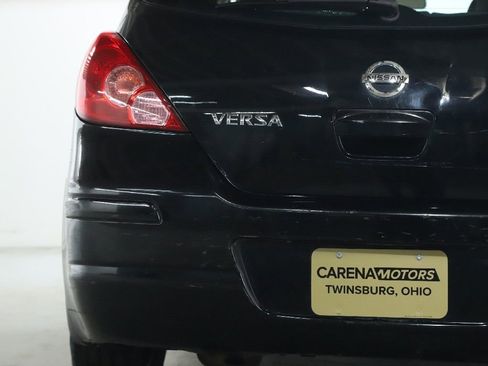 NISSAN
VERSA
CARENA MOTORS
TWINSBURG, OHIO